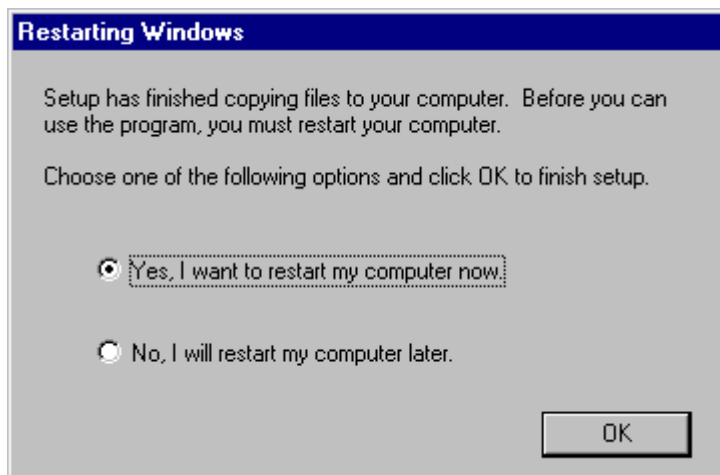 Restarting Windows
Setup has finished copying files to your computer.  Before you can
use the program, you must restart your computer.
Choose one of the following options and click OK to finish setup.
Yes, I want to restart my computer now.
No, I will restart my computer later.
OK